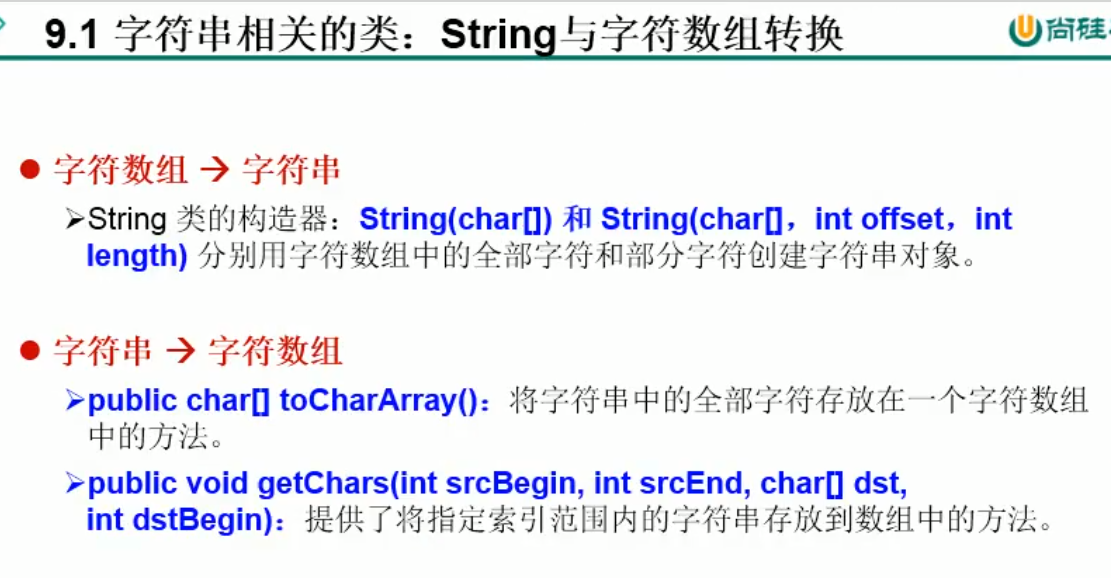 9.1 字符串相关的类：String与字符数组转换
尚硅
字符数组 → 字符串
String 类的构造器：String(char[]) 和 String(char[]，int offset，int
length) 分别用字符数组中的全部字符和部分字符创建字符串对象。
字符串 → 字符数组
public char[] toCharArray()：将字符串中的全部字符存放在一个字符数组
中的方法。
public void getChars(int srcBegin, int srcEnd, char[] dst,
int dstBegin)：提供了将指定索引范围内的字符串存放到数组中的方法。